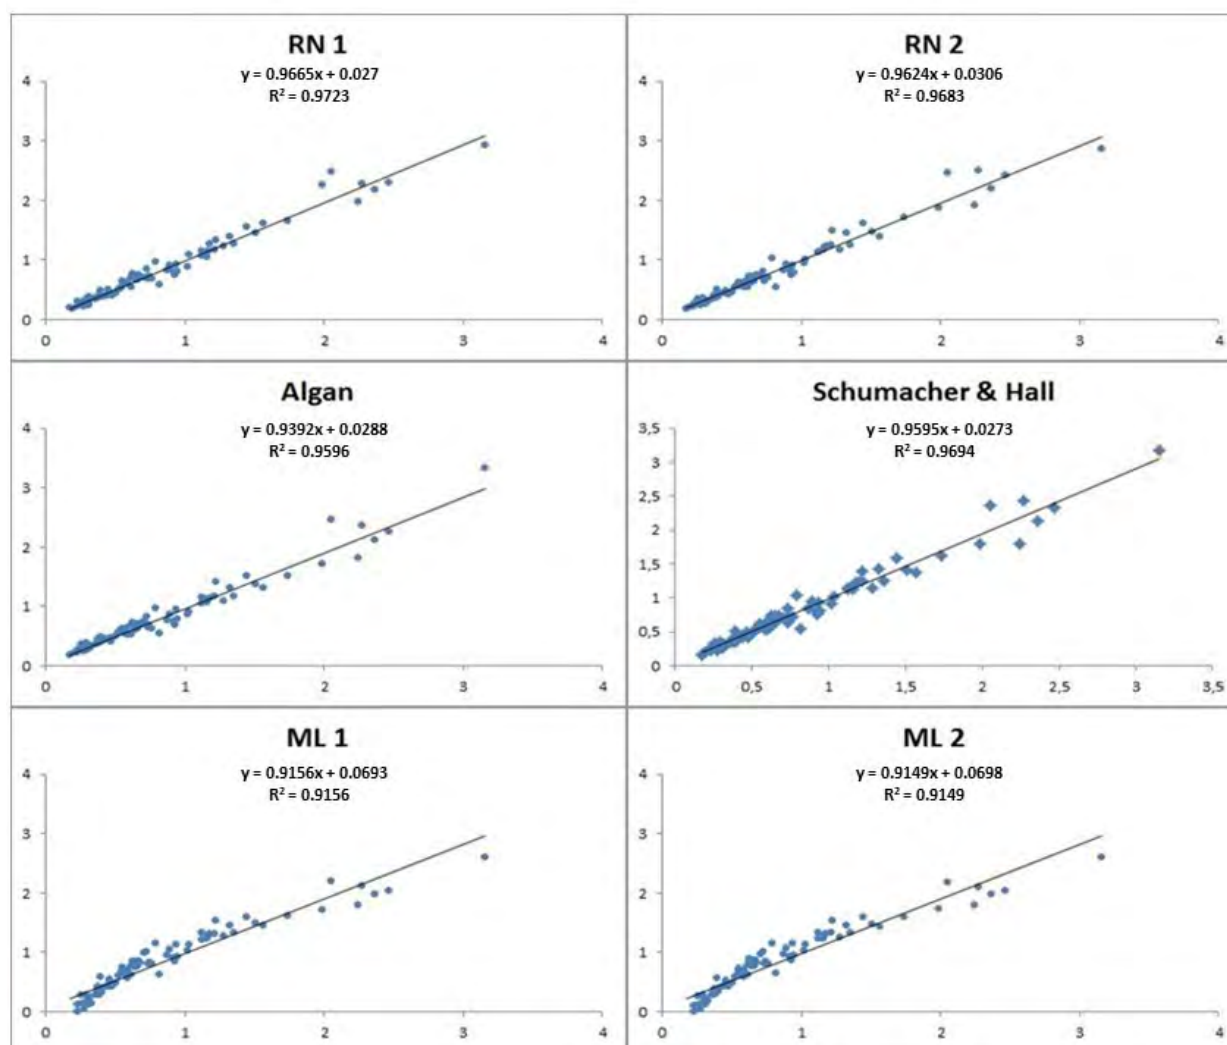 RN 1
y = 0.9665x + 0.027
R² = 0.9723
4
3
2
1
0
0 1 2 3 4
RN 2
y = 0.9624x + 0.0306
R² = 0.9683
4
3
2
1
0
0 1 2 3 4
Algan
y = 0.9392x + 0.0288
R² = 0.9596
4
3
2
1
0
0 1 2 3 4
Schumacher & Hall
y = 0.9595x + 0.0273
R² = 0.9694
3,5
3
2,5
2
1,5
1
0,5
0
0 0,5 1 1,5 2 2,5 3 3,5
ML 1
y = 0.9156x + 0.0693
R² = 0.9156
4
3
2
1
0
0 1 2 3 4
ML 2
y = 0.9149x + 0.0698
R² = 0.9149
4
3
2
1
0
0 1 2 3 4